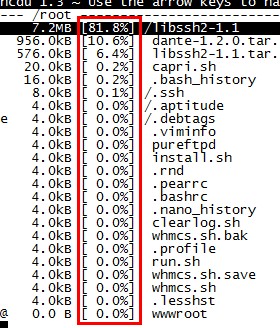 ncdu 1.3 ~ Use the arrow keys to na
--- /root ---
7.2MB [81.8%] /libssh2-1.1
956.0kB [10.6%] dante-1.2.0.tar.
576.0kB [ 6.4%] libssh2-1.1.tar.
20.0kB [ 0.2%] capri.sh
16.0kB [ 0.2%] .bash_history
8.0kB [ 0.1%] /.ssh
4.0kB [ 0.0%] /.aptitude
e 4.0kB [ 0.0%] /.debtags
4.0kB [ 0.0%] .viminfo
4.0kB [ 0.0%] pureftpd
4.0kB [ 0.0%] install.sh
4.0kB [ 0.0%] .rnd
4.0kB [ 0.0%] .pearrc
4.0kB [ 0.0%] .bashrc
4.0kB [ 0.0%] .nano_history
4.0kB [ 0.0%] clearlog.sh
4.0kB [ 0.0%] whmcs.sh.bak
4.0kB [ 0.0%] .profile
4.0kB [ 0.0%] run.sh
4.0kB [ 0.0%] whmcs.sh.save
4.0kB [ 0.0%] whmcs.sh
4.0kB [ 0.0%] .lesshst
@ 0.0 B [ 0.0%] wwwroot